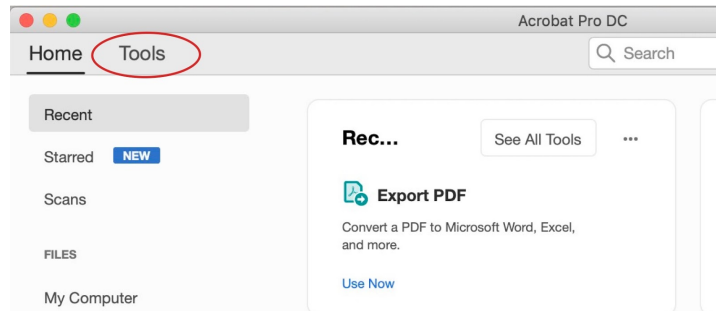 Acrobat Pro DC
Home Tools
Search
Recent
Starred NEW
Scans
FILES
My Computer
Rec... See All Tools
Export PDF
Convert a PDF to Microsoft Word, Excel,
and more.
Use Now